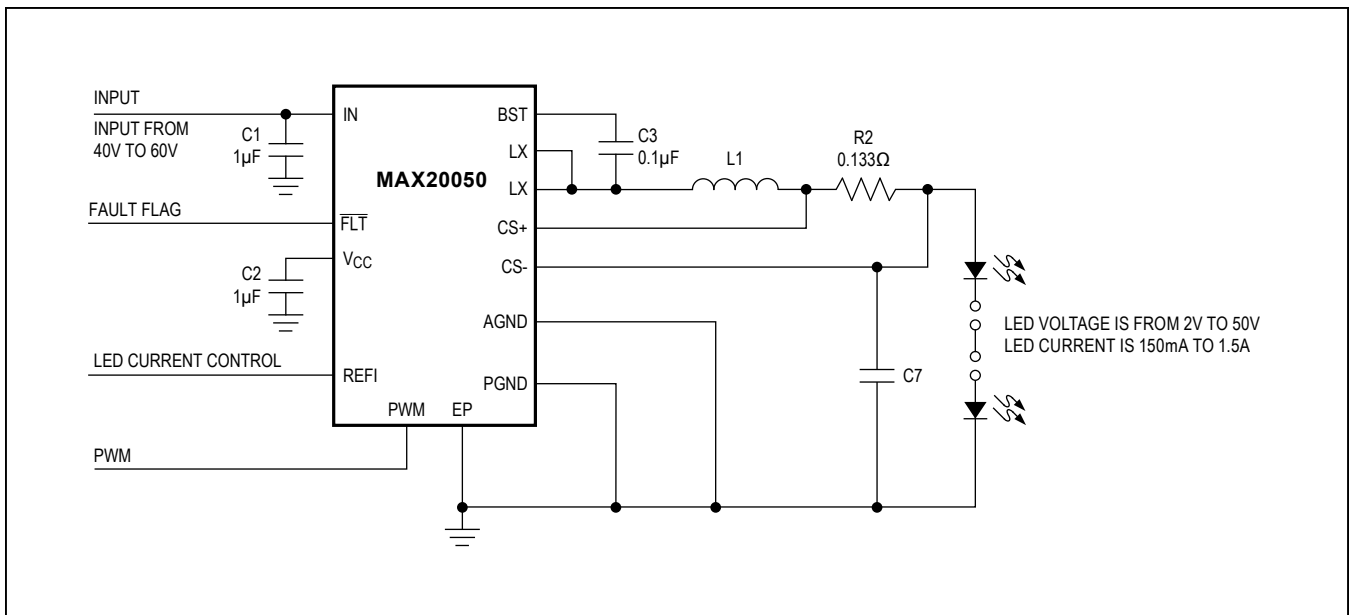 INPUT
INPUT FROM
40V TO 60V
C1
1µF
FAULT FLAG
C2
1µF
LED CURRENT CONTROL
PWM
IN
FLT
VCC
REFI
PWM
EP
MAX20050
BST
LX
LX
CS+
CS-
AGND
PGND
C3
0.1µF
L1
R2
0.133Ω
C7
LED VOLTAGE IS FROM 2V TO 50V
LED CURRENT IS 150mA TO 1.5A